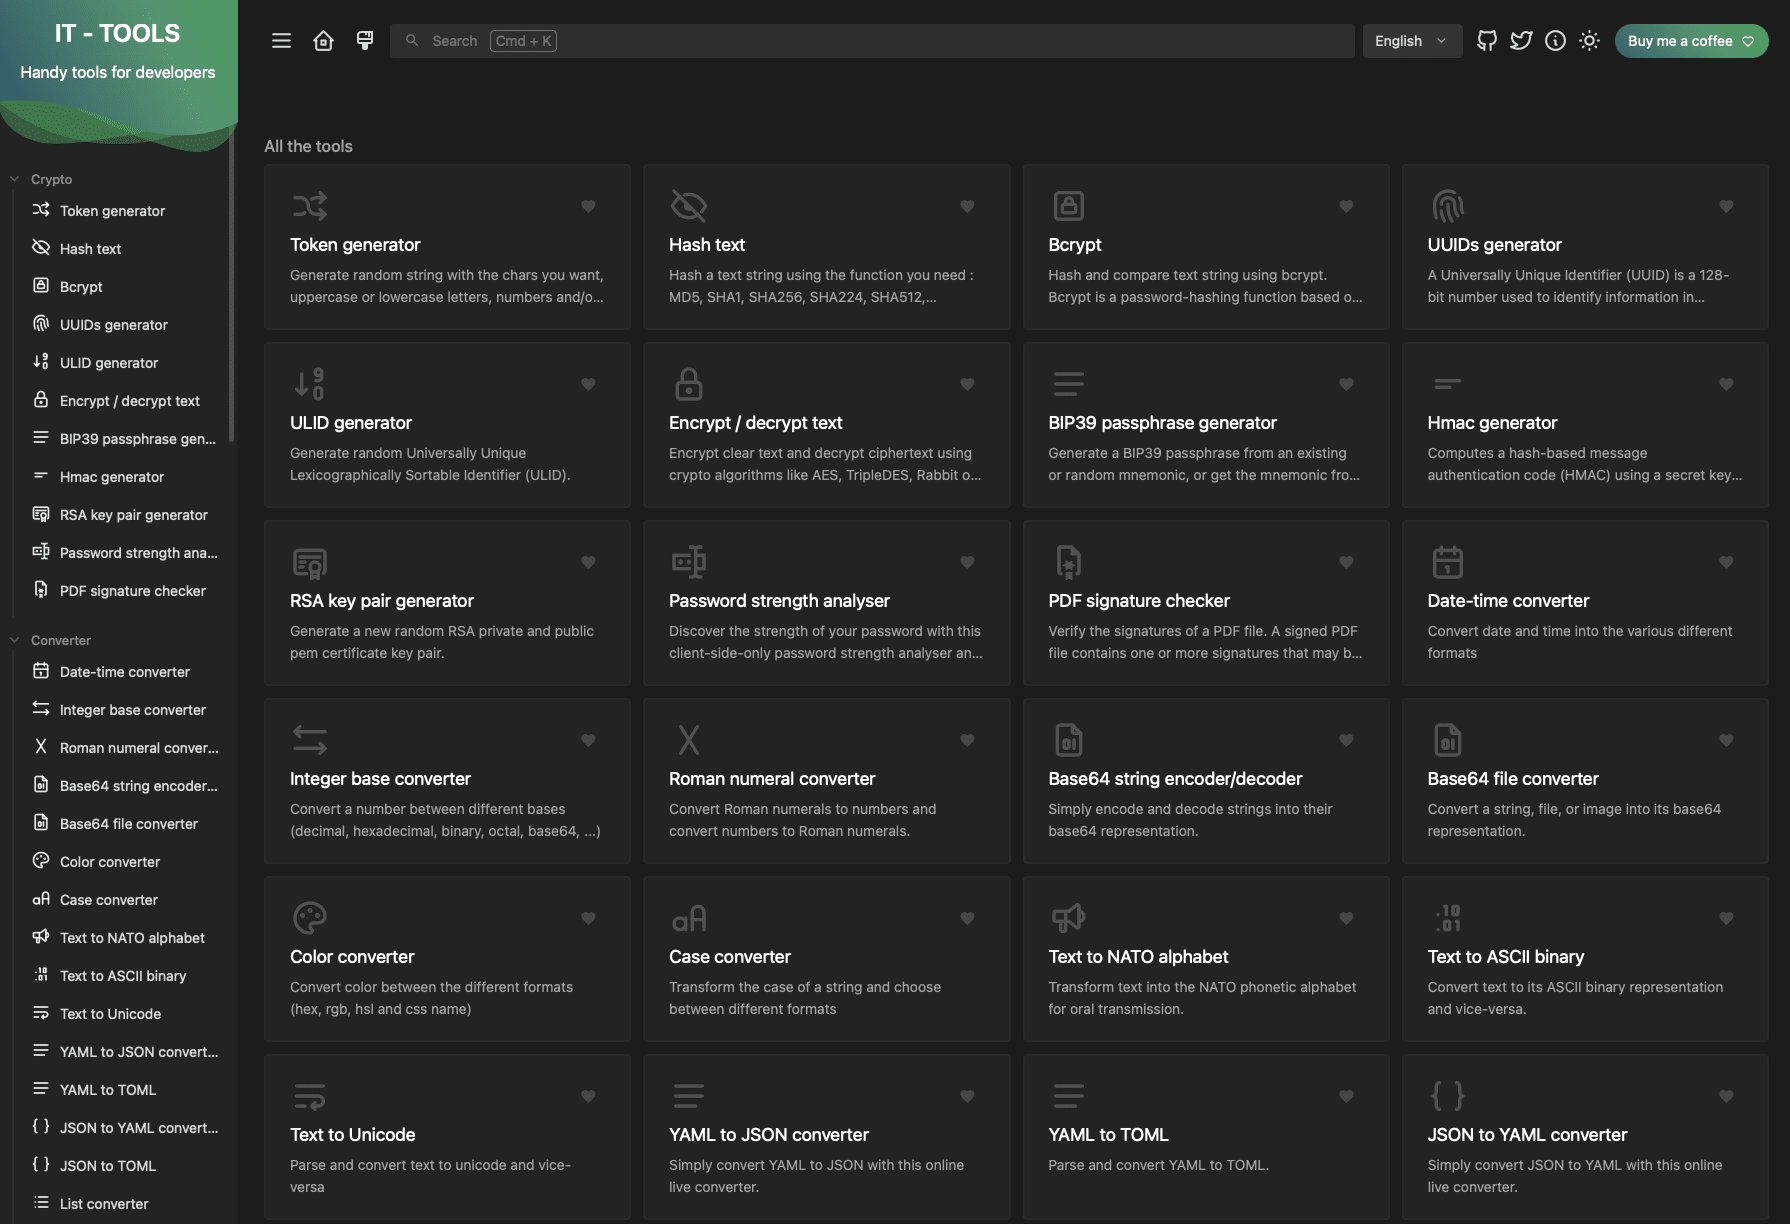 IT - TOOLS
Handy tools for developers
Crypto
Token generator
Hash text
Bcrypt
UUIDs generator
ULID generator
Encrypt / decrypt text
BIP39 passphrase gen...
Hmac generator
RSA key pair generator
Password strength ana...
PDF signature checker
Converter
Date-time converter
Integer base converter
Roman numeral conver...
Base64 string encoder...
Base64 file converter
Color converter
Case converter
Text to NATO alphabet
Text to ASCII binary
Text to Unicode
YAML to JSON convert...
YAML to TOML
JSON to YAML convert...
JSON to TOML
List converter
Search Cmd + K
English
Buy me a coffee
All the tools
Token generator
Generate random string with the chars you want,
uppercase or lowercase letters, numbers and/o...
Hash text
Hash a text string using the function you need :
MD5, SHA1, SHA256, SHA224, SHA512,...
Bcrypt
Hash and compare text string using bcrypt.
Bcrypt is a password-hashing function based o...
UUIDs generator
A Universally Unique Identifier (UUID) is a 128-
bit number used to identify information in...
ULID generator
Generate random Universally Unique
Lexicographically Sortable Identifier (ULID).
Encrypt / decrypt text
Encrypt clear text and decrypt ciphertext using
crypto algorithms like AES, TripleDES, Rabbit o...
BIP39 passphrase generator
Generate a BIP39 passphrase from an existing
or random mnemonic, or get the mnemonic fro...
Hmac generator
Computes a hash-based message
authentication code (HMAC) using a secret key...
RSA key pair generator
Generate a new random RSA private and public
pem certificate key pair.
Password strength analyser
Discover the strength of your password with this
client-side-only password strength analyser an...
PDF signature checker
Verify the signatures of a PDF file. A signed PDF
file contains one or more signatures that may b...
Date-time converter
Convert date and time into the various different
formats
Integer base converter
Convert a number between different bases
(decimal, hexadecimal, binary, octal, base64, ...)
Roman numeral converter
Convert Roman numerals to numbers and
convert numbers to Roman numerals.
Base64 string encoder/decoder
Simply encode and decode strings into their
base64 representation.
Base64 file converter
Convert a string, file, or image into its base64
representation.
Color converter
Convert color between the different formats
(hex, rgb, hsl and css name)
Case converter
Transform the case of a string and choose
between different formats
Text to NATO alphabet
Transform text into the NATO phonetic alphabet
for oral transmission.
Text to ASCII binary
Convert text to its ASCII binary representation
and vice-versa.
Text to Unicode
Parse and convert text to unicode and vice-
versa
YAML to JSON converter
Simply convert YAML to JSON with this online
live converter.
YAML to TOML
Parse and convert YAML to TOML.
JSON to YAML converter
Simply convert JSON to YAML with this online
live converter.